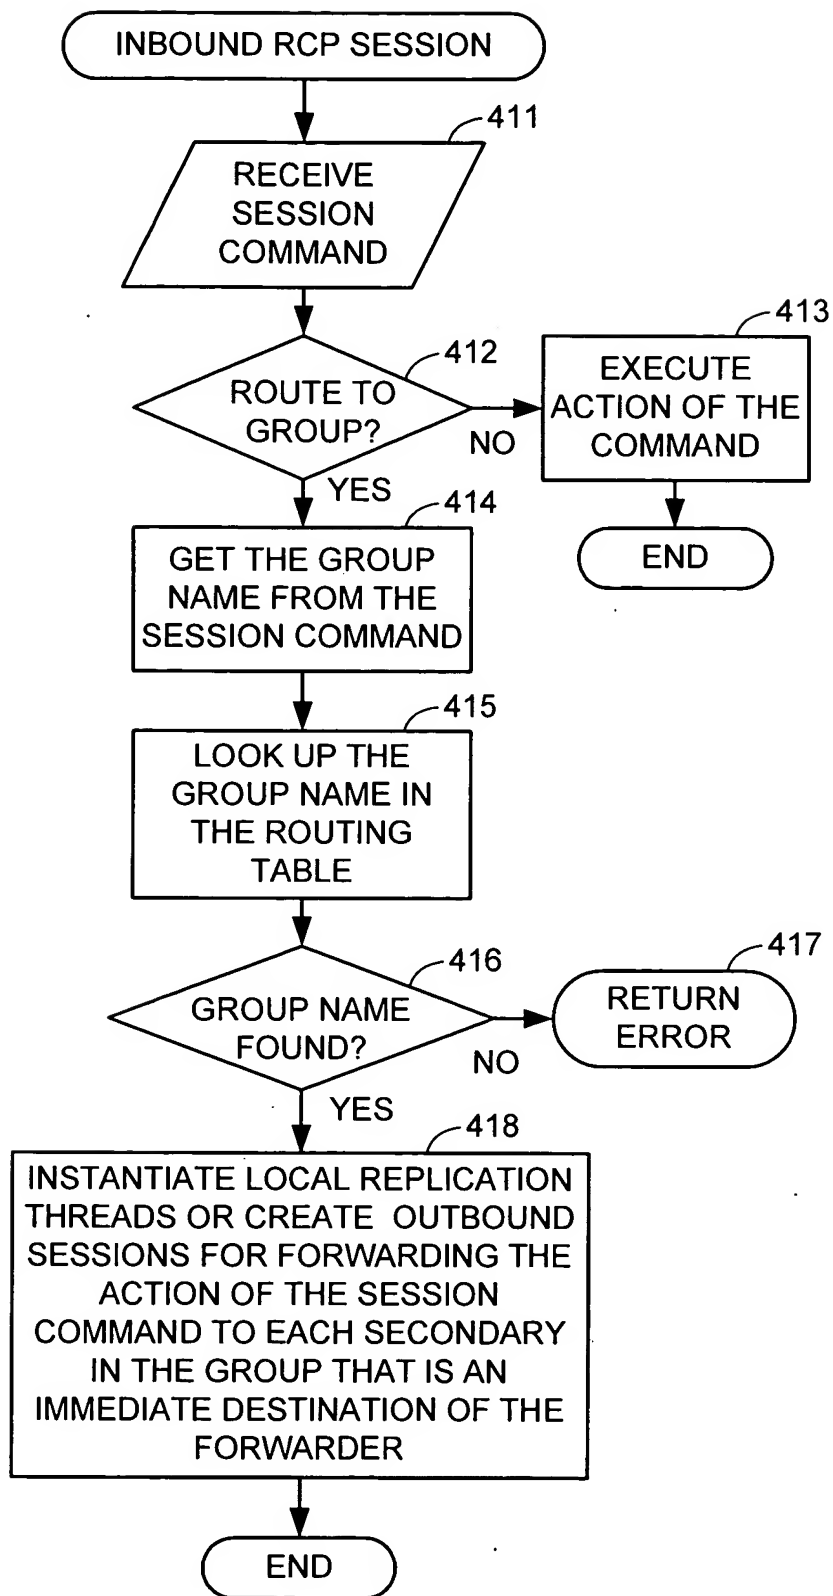 INBOUND RCP SESSION
411
RECEIVE
SESSION
COMMAND
412
ROUTE TO
GROUP?
NO
YES
413
EXECUTE
ACTION OF THE
COMMAND
END
414
GET THE GROUP
NAME FROM THE
SESSION COMMAND
415
LOOK UP THE
GROUP NAME IN
THE ROUTING
TABLE
416
GROUP NAME
FOUND?
NO
YES
417
RETURN
ERROR
418
INSTANTIATE LOCAL REPLICATION
THREADS OR CREATE OUTBOUND
SESSIONS FOR FORWARDING THE
ACTION OF THE SESSION
COMMAND TO EACH SECONDARY
IN THE GROUP THAT IS AN
IMMEDIATE DESTINATION OF THE
FORWARDER
END